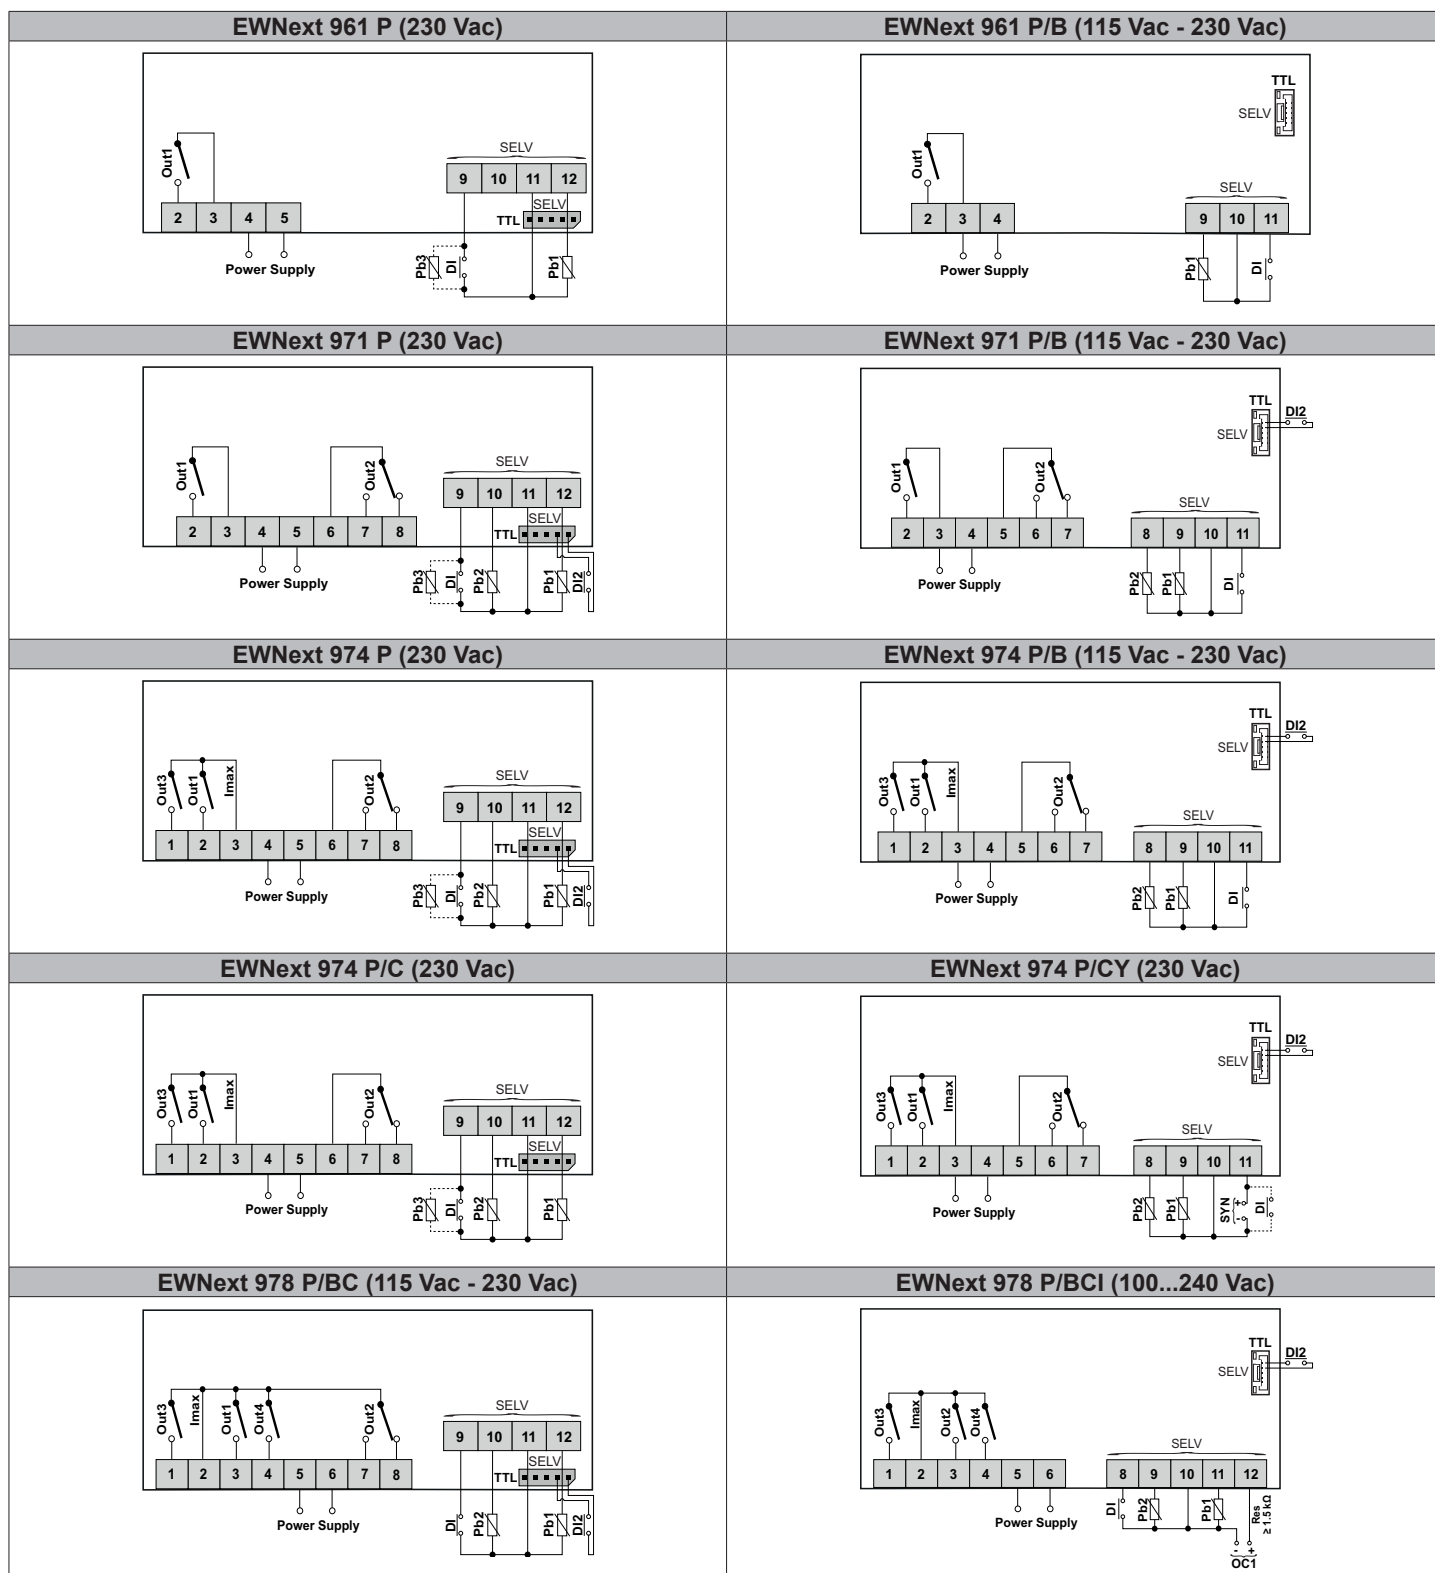 EWNext 961 P (230 Vac)
Out1
2 3 4 5
Power Supply
SELV
9 10 11 12
SELV
TTL
Pb3 DI Pb1
EWNext 961 P/B (115 Vac - 230 Vac)
TTL
SELV
Out1
2 3 4
Power Supply
SELV
9 10 11
Pb1 DI
EWNext 971 P (230 Vac)
Out1 Out2
2 3 4 5 6 7 8
Power Supply
SELV
9 10 11 12
SELV
TTL
Pb3 DI Pb2 Pb1 DI2
EWNext 971 P/B (115 Vac - 230 Vac)
TTL
DI2
SELV
Out1 Out2
2 3 4 5 6 7
Power Supply
SELV
8 9 10 11
Pb2 Pb1 DI
EWNext 974 P (230 Vac)
Out3 Out1 Imax Out2
1 2 3 4 5 6 7 8
Power Supply
SELV
9 10 11 12
SELV
TTL
Pb3 DI Pb2 Pb1 DI2
EWNext 974 P/B (115 Vac - 230 Vac)
TTL
DI2
SELV
Out3 Out1 Imax Out2
1 2 3 4 5 6 7
Power Supply
SELV
8 9 10 11
Pb2 Pb1 DI
EWNext 974 P/C (230 Vac)
Out3 Out1 Imax Out2
1 2 3 4 5 6 7 8
Power Supply
SELV
9 10 11 12
SELV
TTL
Pb3 DI Pb2 Pb1
EWNext 974 P/CY (230 Vac)
TTL
DI2
SELV
Out3 Out1 Imax Out2
1 2 3 4 5 6 7
Power Supply
SELV
8 9 10 11
Pb2 Pb1 SYN - + DI
EWNext 978 P/BC (115 Vac - 230 Vac)
Out3 Imax Out1 Out4 Out2
1 2 3 4 5 6 7 8
Power Supply
SELV
9 10 11 12
SELV
TTL
DI Pb2 Pb1 DI2
EWNext 978 P/BCI (100...240 Vac)
TTL
DI2
SELV
Out3 Imax Out2 Out4
1 2 3 4 5 6
Power Supply
SELV
8 9 10 11 12
DI Pb2 Pb1
Res
≥ 1.5 kΩ
- +
OC1